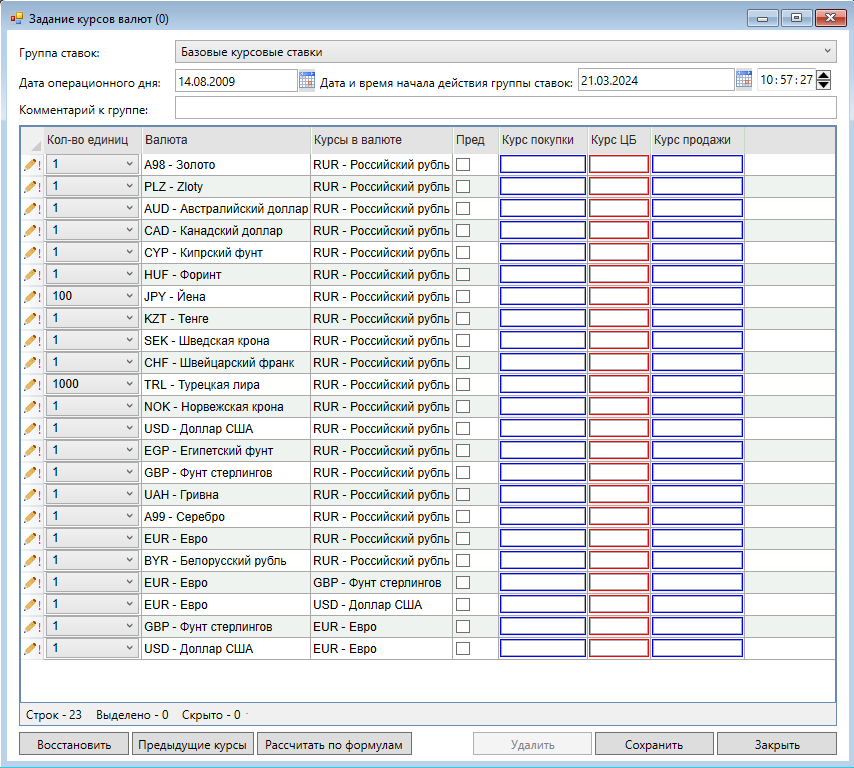 Задание курсов валют (0)
Группа ставок: Базовые курсовые ставки
Дата операционного дня: 14.08.2009 Дата и время начала действия группы ставок: 21.03.2024 10:57:27
Комментарий к группе:
Кол-во единиц Валюта Курсы в валюте Пред Курс покупки Курс ЦБ Курс продажи
1 A98 - Золото RUR - Российский рубль
1 PLZ - Zloty RUR - Российский рубль
1 AUD - Австралийский доллар RUR - Российский рубль
1 CAD - Канадский доллар RUR - Российский рубль
1 CYP - Кипрский фунт RUR - Российский рубль
1 HUF - Форинт RUR - Российский рубль
100 JPY - Йена RUR - Российский рубль
1 KZT - Тенге RUR - Российский рубль
1 SEK - Шведская крона RUR - Российский рубль
1 CHF - Швейцарский франк RUR - Российский рубль
1000 TRL - Турецкая лира RUR - Российский рубль
1 NOK - Норвежская крона RUR - Российский рубль
1 USD - Доллар США RUR - Российский рубль
1 EGP - Египетский фунт RUR - Российский рубль
1 GBP - Фунт стерлингов RUR - Российский рубль
1 UAH - Гривна RUR - Российский рубль
1 A99 - Серебро RUR - Российский рубль
1 EUR - Евро RUR - Российский рубль
1 BYR - Белорусский рубль RUR - Российский рубль
1 EUR - Евро GBP - Фунт стерлингов
1 EUR - Евро USD - Доллар США
1 GBP - Фунт стерлингов EUR - Евро
1 USD - Доллар США EUR - Евро
Строк - 23 Выделено - 0 Скрыто - 0
Восстановить Предыдущие курсы Рассчитать по формулам Удалить Сохранить Закрыть